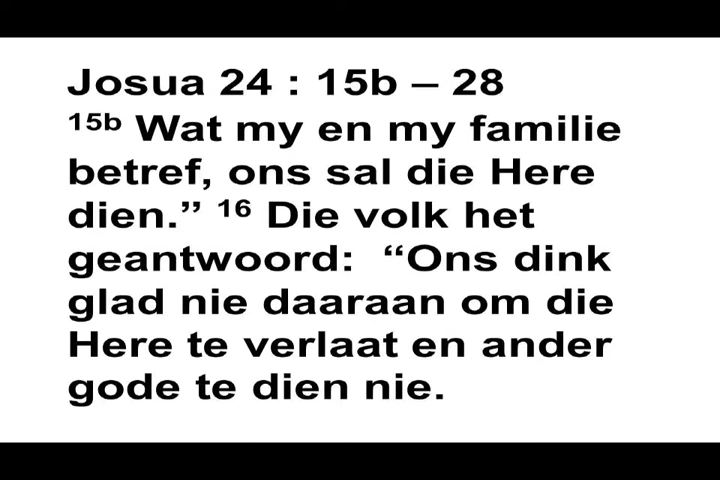 Josua 24 : 15b – 28
15b Wat my en my familie
betref, ons sal die Here
dien.” 16 Die volk het
geantwoord:  “Ons dink
glad nie daaraan om die
Here te verlaat en ander
gode te dien nie.